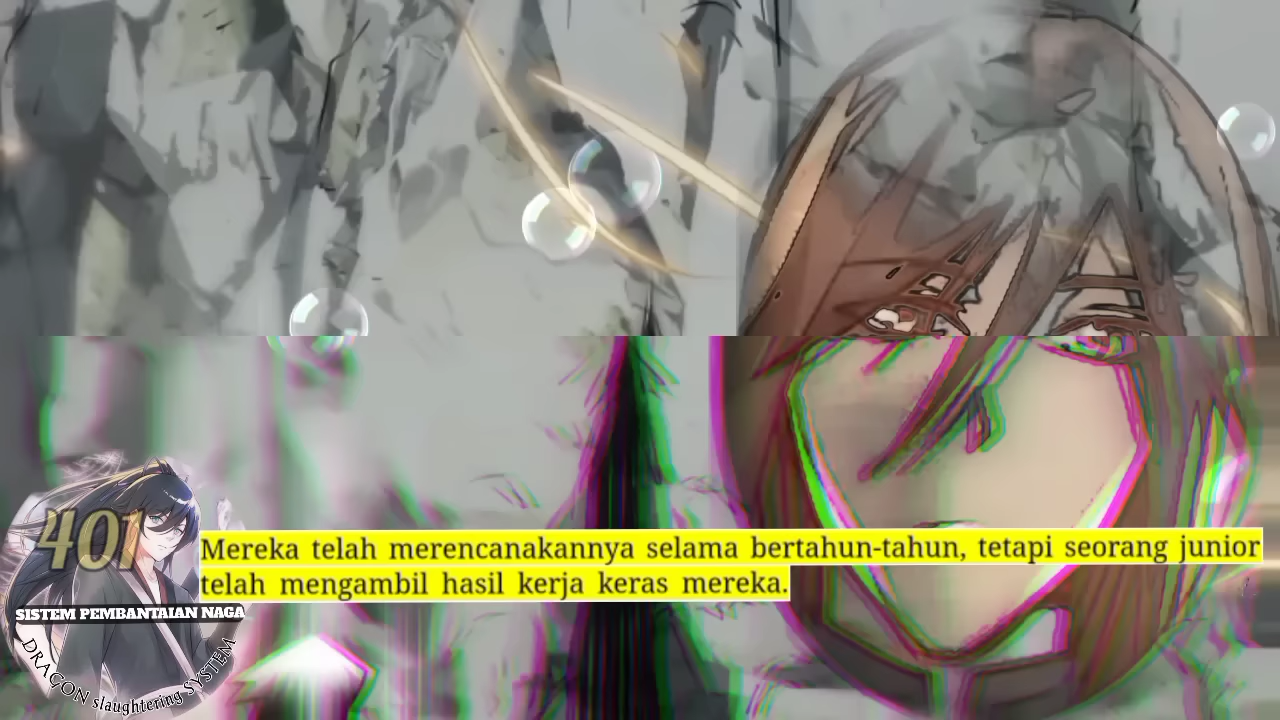 401
Mereka telah merencanakannya selama bertahun-tahun, tetapi seorang junior
telah mengambil hasil kerja keras mereka.
SISTEM PEMBANTAIAN NAGA
DRAGON slaughtering SYSTEM